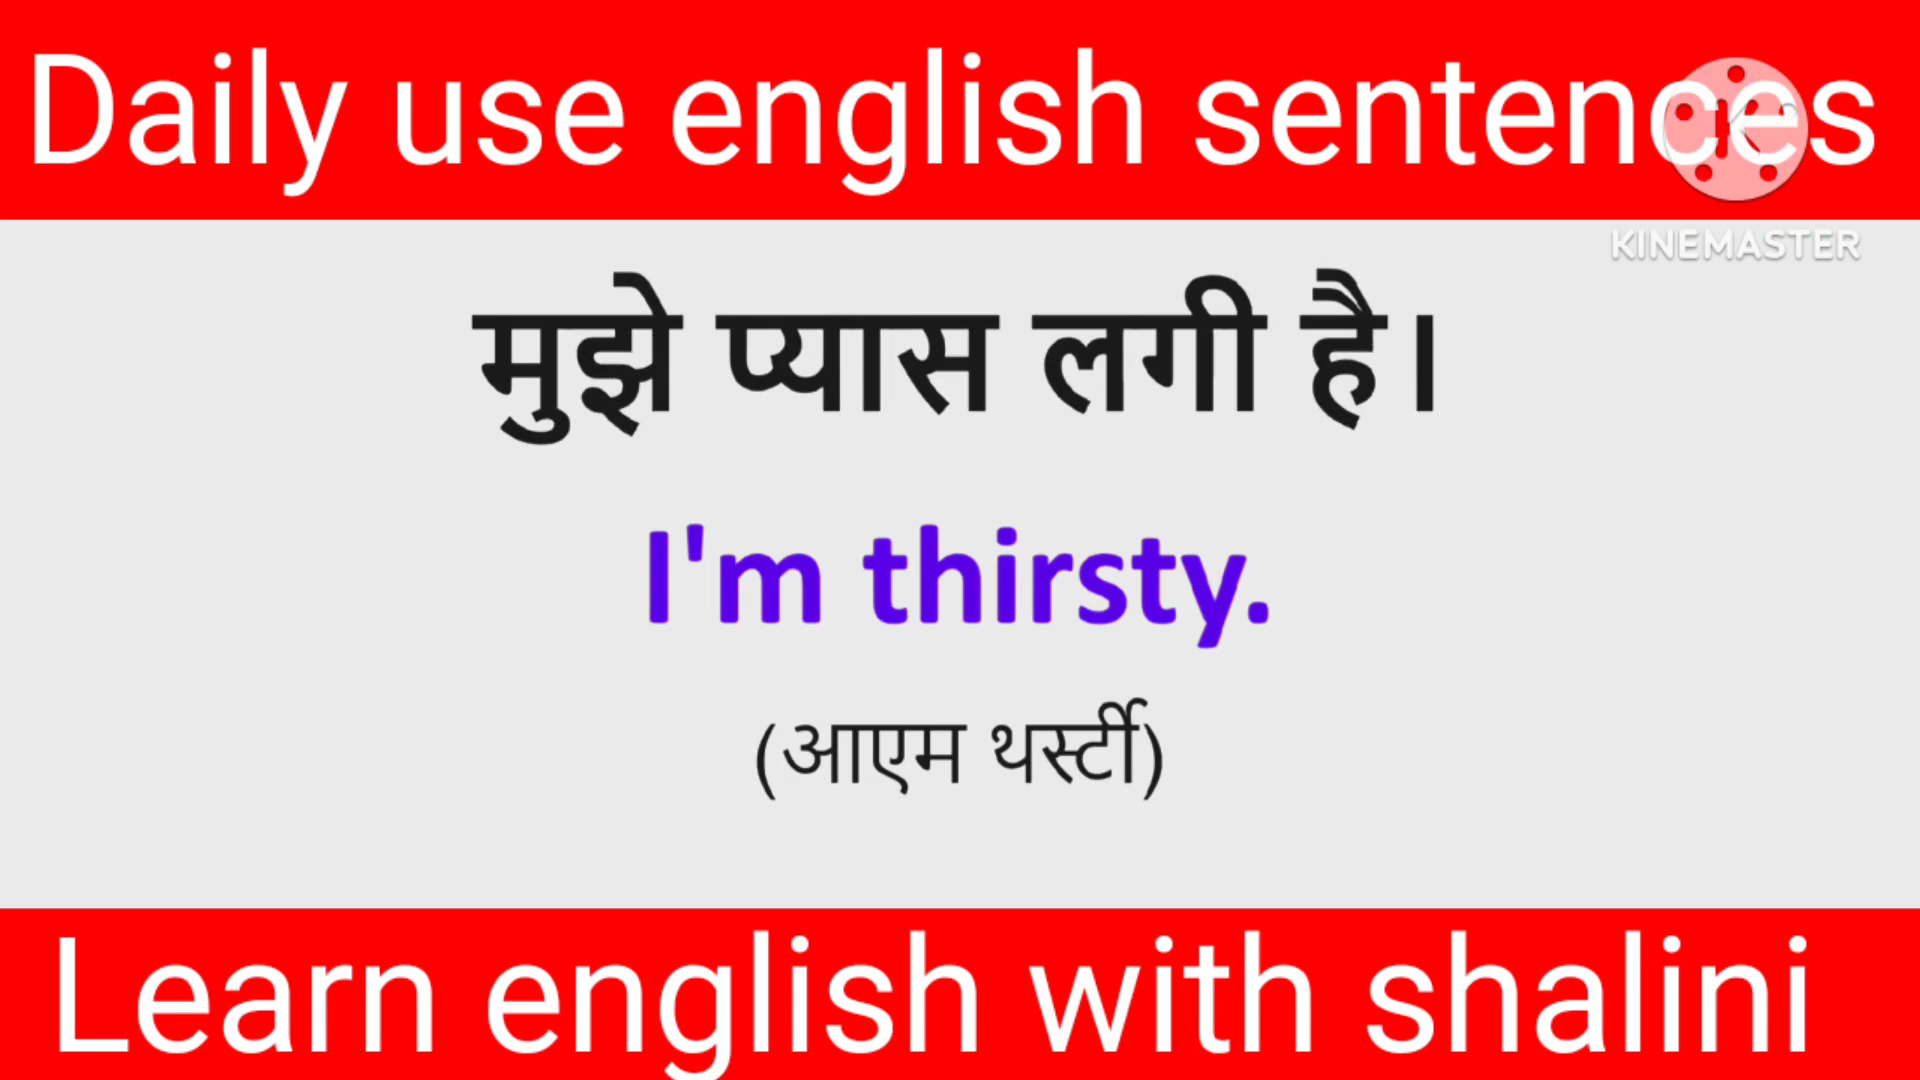 Daily use english sentences
KINEMASTER
मुझे प्यास लगी है।
I'm thirsty.
(आएम थर्स्टी)
Learn english with shalini